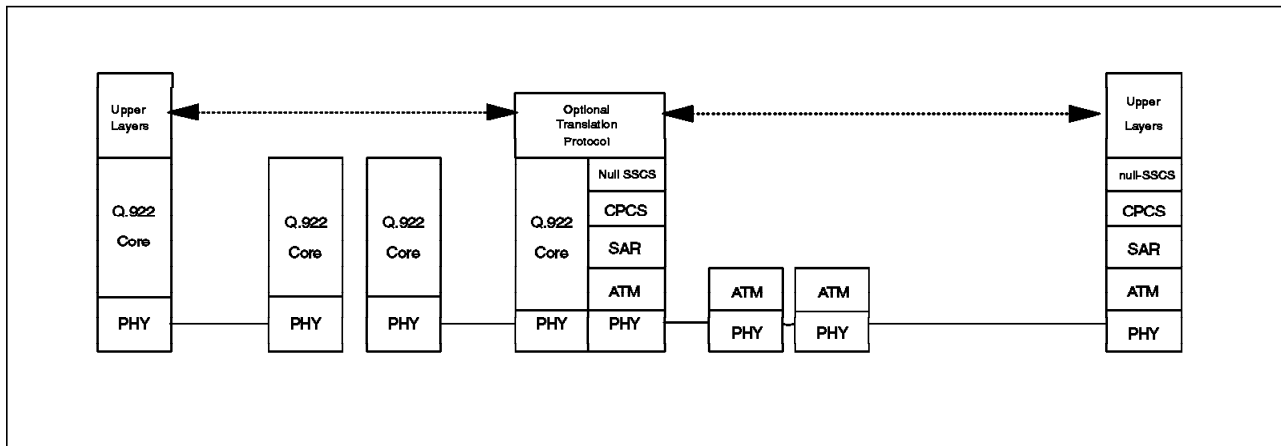 Upper
Layers
Q.922
Core
PHY
Q.922
Core
PHY
Q.922
Core
PHY
Optional
Translation
Protocol
Q.922
Core
PHY
Null SSCS
CPCS
SAR
ATM
PHY
ATM
PHY
ATM
PHY
Upper
Layers
null-SSCS
CPCS
SAR
ATM
PHY